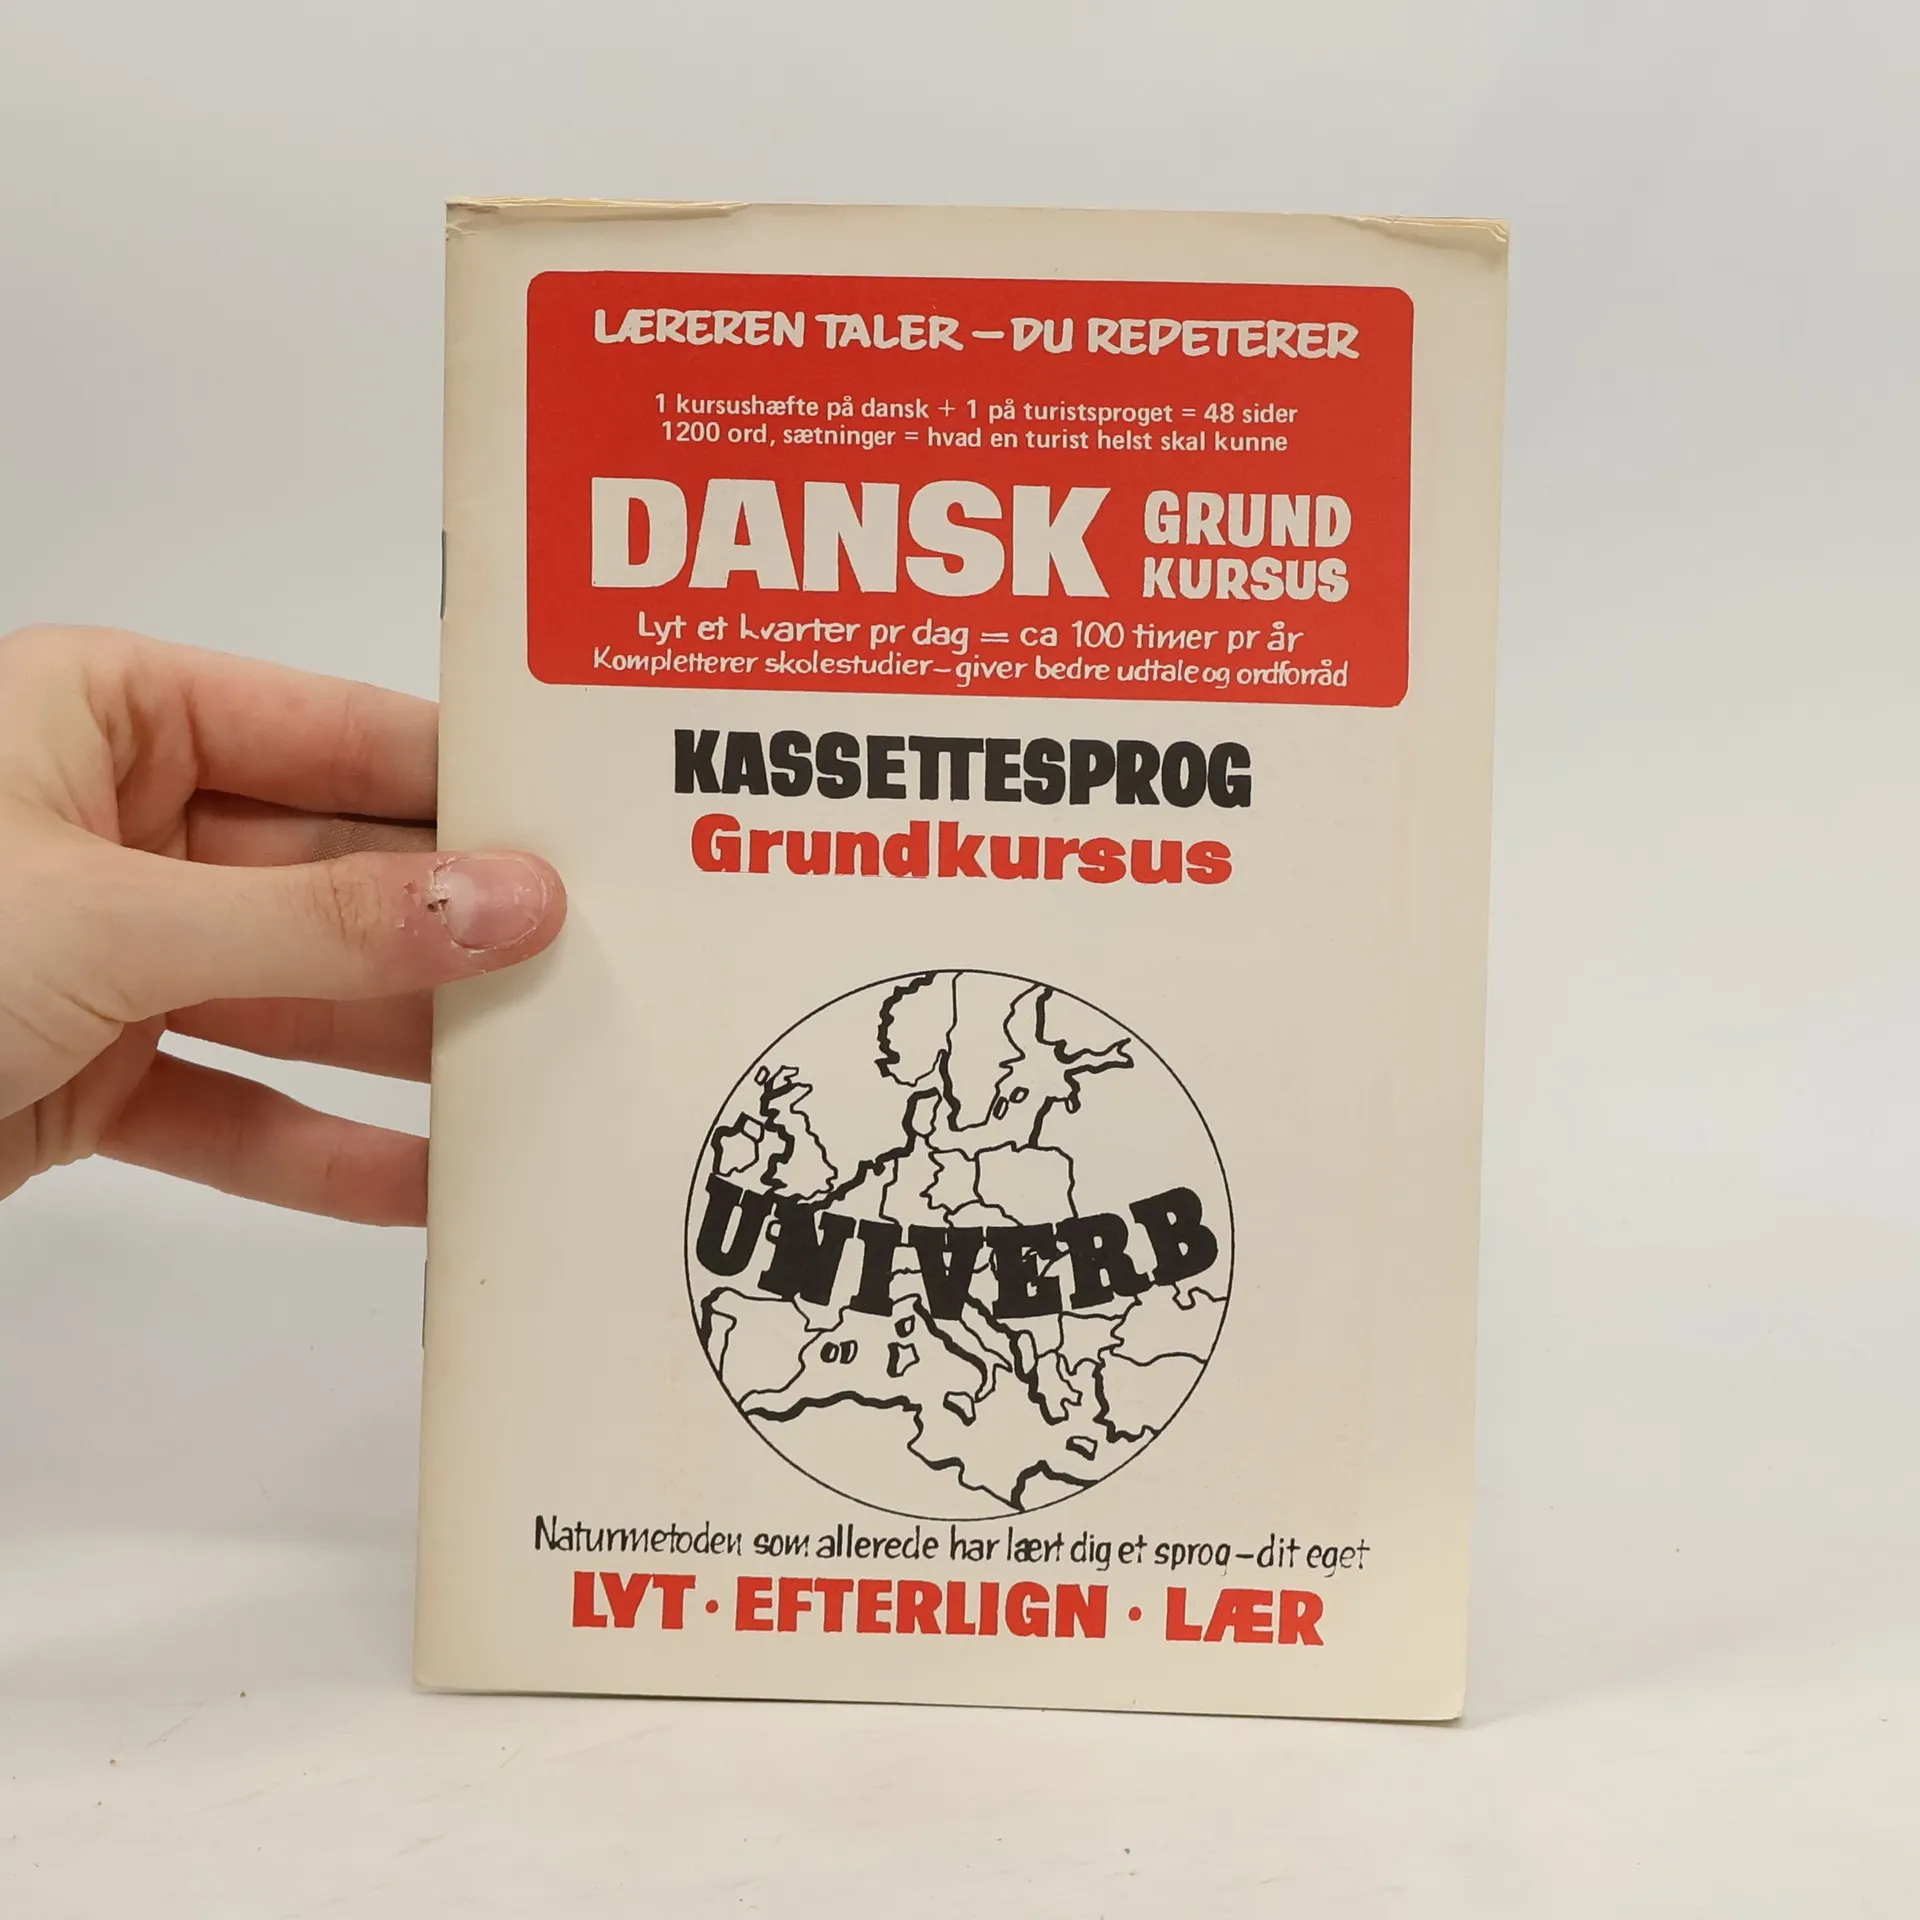 LÆREREN TALER – DU REPETERER
1 kursushæfte på dansk + 1 på turistsproget = 48 sider
1200 ord, sætninger = hvad en turist helst skal kunne
DANSK GRUND
KURSUS
Lyt et kvarter pr dag = ca 100 timer pr år
Kompletterer skolestudier – giver bedre udtale og ordforråd
KASSETTESPROG
Grundkursus
UNIVERB
Naturmetoden som allerede har lært dig et sprog – dit eget
LYT · EFTERLIGN · LÆR